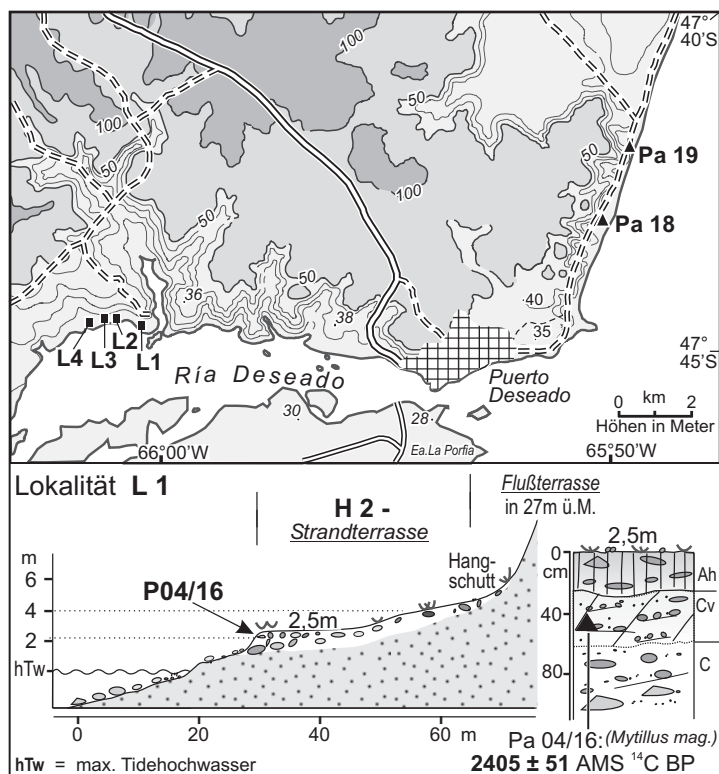 47°
40'S
100
100
50
50
100
50
Pa 19
50
Pa 18
100
50
50
36
38
40
35
L4
L3
L2
L1
47°
45'S
Ría Deseado
Puerto
Deseado
0 km 2
Höhen in Meter
30
28
Ea.La Porfia
66°00'W
65°50'W
Lokalität L 1
H 2 -
Strandterrasse
Flußterrasse
in 27m ü.M.
m
6
4
2
hTw
P04/16
2,5m
Hang-
schutt
0 20 40 60 m
hTw = max. Tidehochwasser
2,5m
0
cm
40
80
Ah
Cv
C
Pa 04/16: (Mytillus mag.)
2405 ± 51 AMS ¹⁴C BP